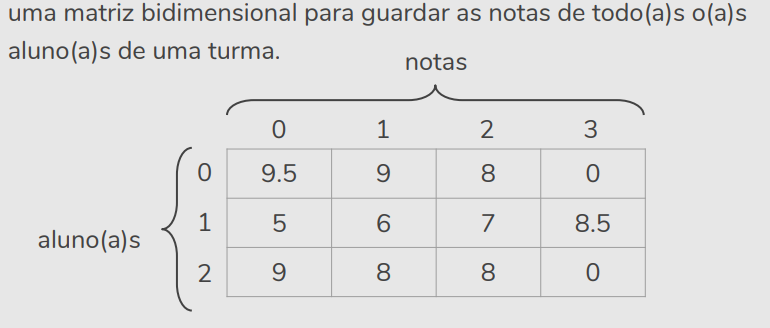 uma matriz bidimensional para guardar as notas de todo(a)s o(a)s
aluno(a)s de uma turma.
notas
0 1 2 3
0 9.5 9 8 0
1 5 6 7 8.5
aluno(a)s
2 9 8 8 0